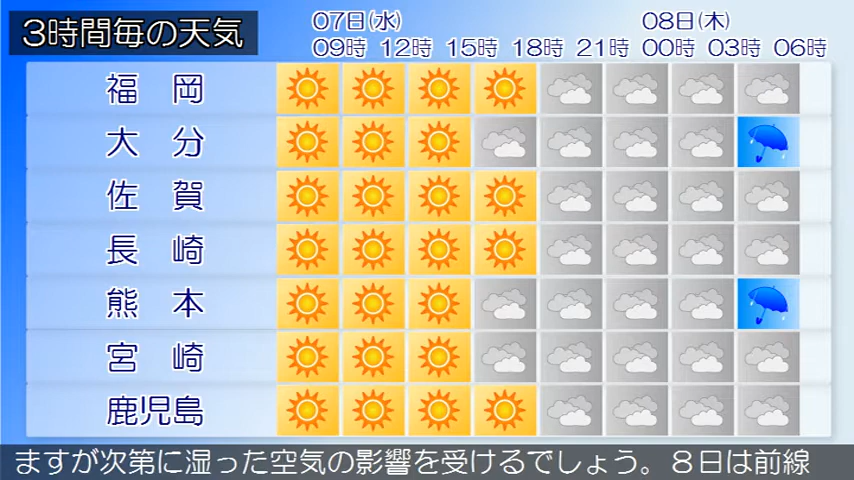 3時間毎の天気
07日(水) 08日(木)
09時 12時 15時 18時 21時 00時 03時 06時
福岡
大分
佐賀
長崎
熊本
宮崎
鹿児島
ますが次第に湿った空気の影響を受けるでしょう。８日は前線